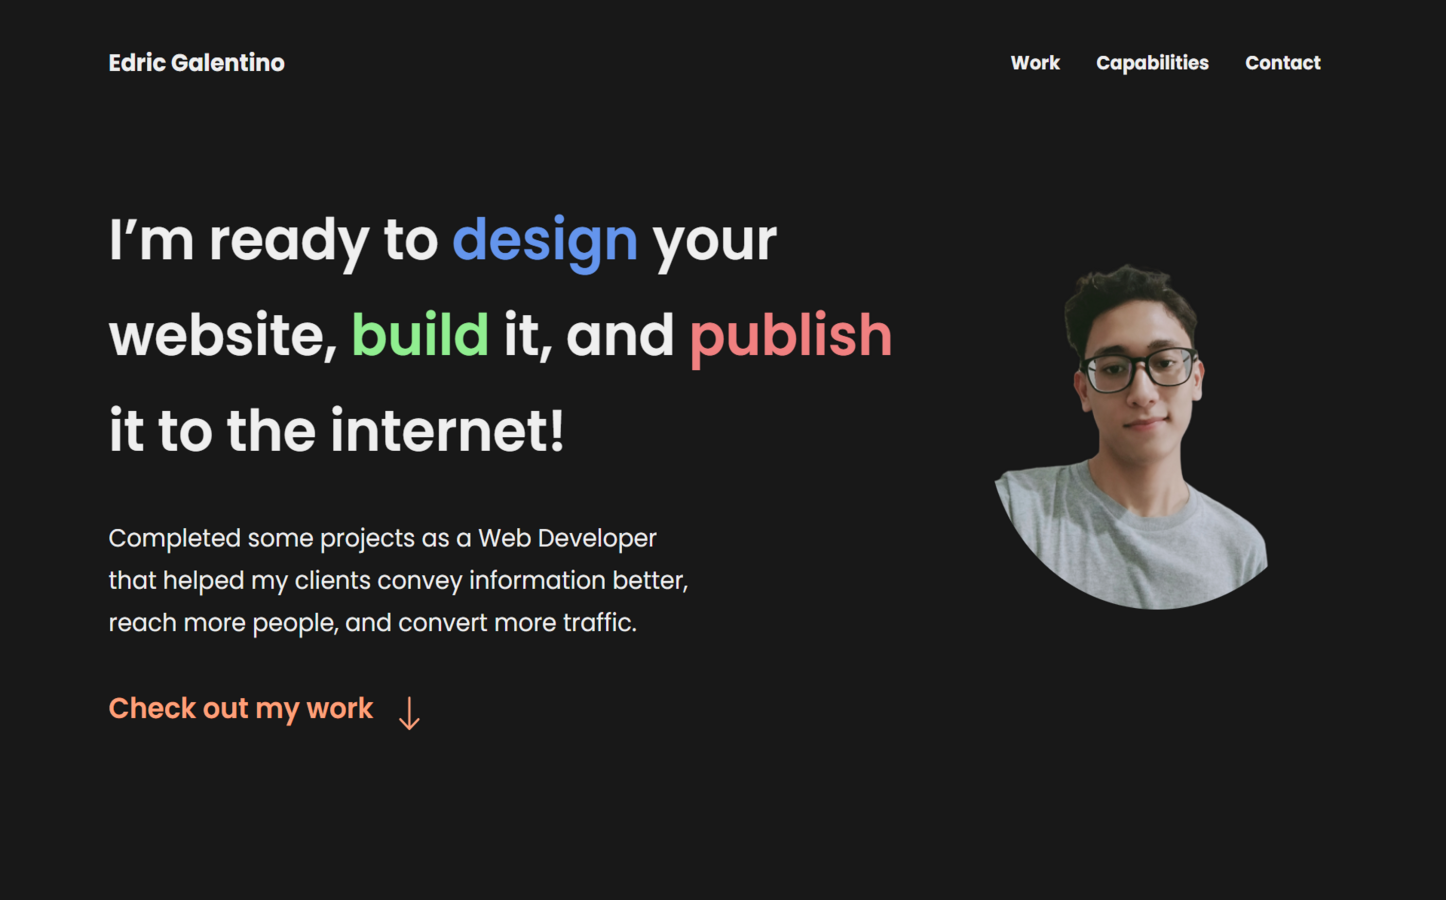 Edric Galentino
Work Capabilities Contact
I’m ready to design your
website, build it, and publish
it to the internet!
Completed some projects as a Web Developer
that helped my clients convey information better,
reach more people, and convert more traffic.
Check out my work